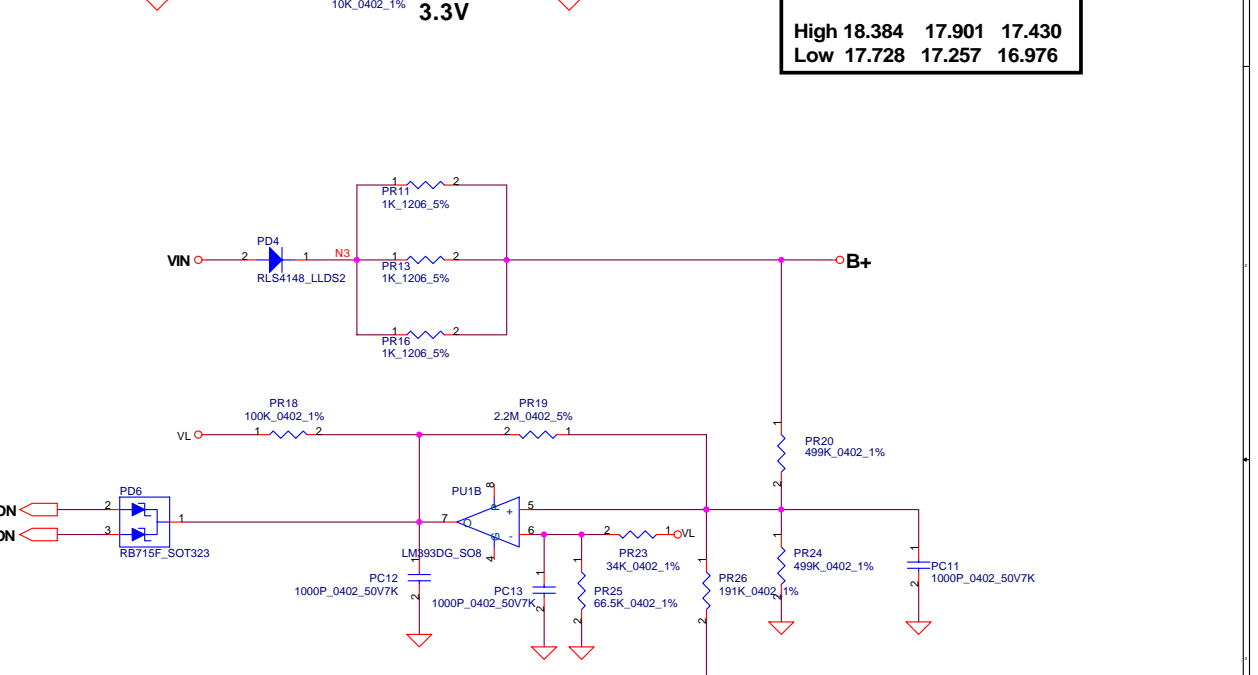 10K_0402_1%
3.3V
High 18.384 17.901 17.430
Low 17.728 17.257 16.976
1
2
PR11
1K_1206_5%
VIN
2
PD4
1
RLS4148_LLDS2
N3
1
2
PR13
1K_1206_5%
B+
1
2
PR16
1K_1206_5%
PR18
100K_0402_1%
VL
1
2
PR19
2.2M_0402_5%
2
1
1
PR20
499K_0402_1%
2
ON
2
PD6
1
ON
3
RB715F_SOT323
PU1B
8
P
+
5
7
O
-
6
G
4
LM393DG_SO8
2
1
VL
PR23
34K_0402_1%
1
PC12
1000P_0402_50V7K
2
1
PC13
1000P_0402_50V7K
2
1
PR25
66.5K_0402_1%
2
1
PR26
191K_0402_1%
2
1
PR24
499K_0402_1%
2
1
PC11
1000P_0402_50V7K
2